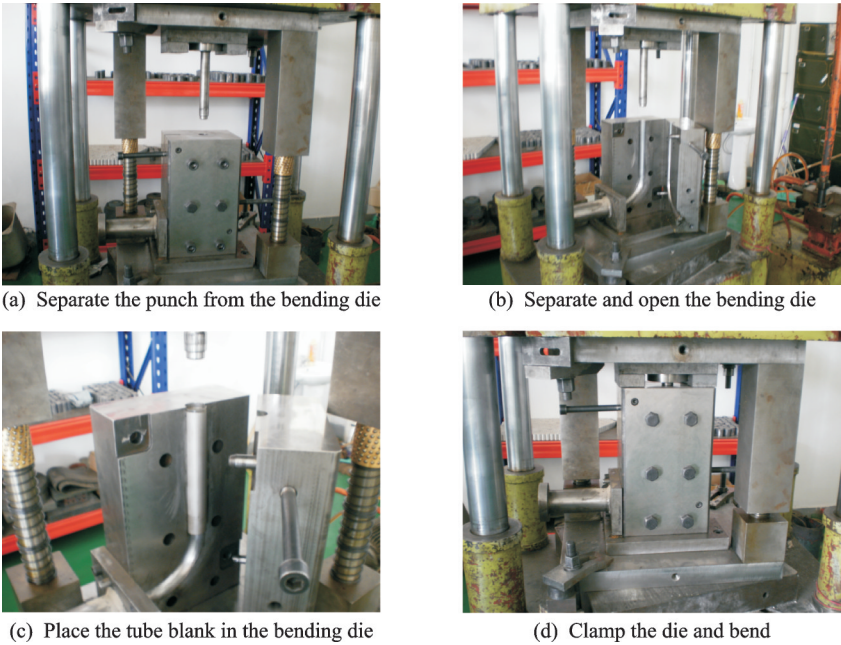 (a) Separate the punch from the bending die
(b) Separate and open the bending die
(c) Place the tube blank in the bending die
(d) Clamp the die and bend